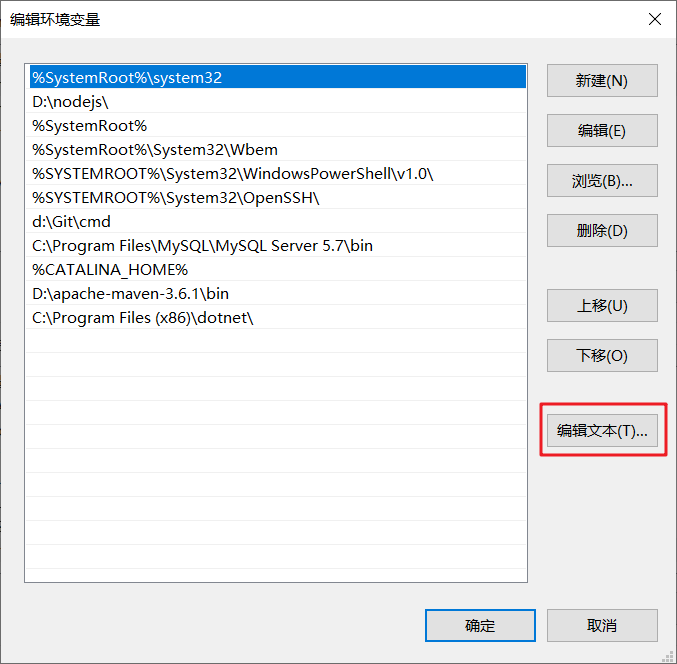 编辑环境变量
%SystemRoot%\system32
D:\nodejs\
%SystemRoot%
%SystemRoot%\System32\Wbem
%SYSTEMROOT%\System32\WindowsPowerShell\v1.0\
%SYSTEMROOT%\System32\OpenSSH\
d:\Git\cmd
C:\Program Files\MySQL\MySQL Server 5.7\bin
%CATALINA_HOME%
D:\apache-maven-3.6.1\bin
C:\Program Files (x86)\dotnet\
新建(N)
编辑(E)
浏览(B)...
删除(D)
上移(U)
下移(O)
编辑文本(T)...
确定
取消